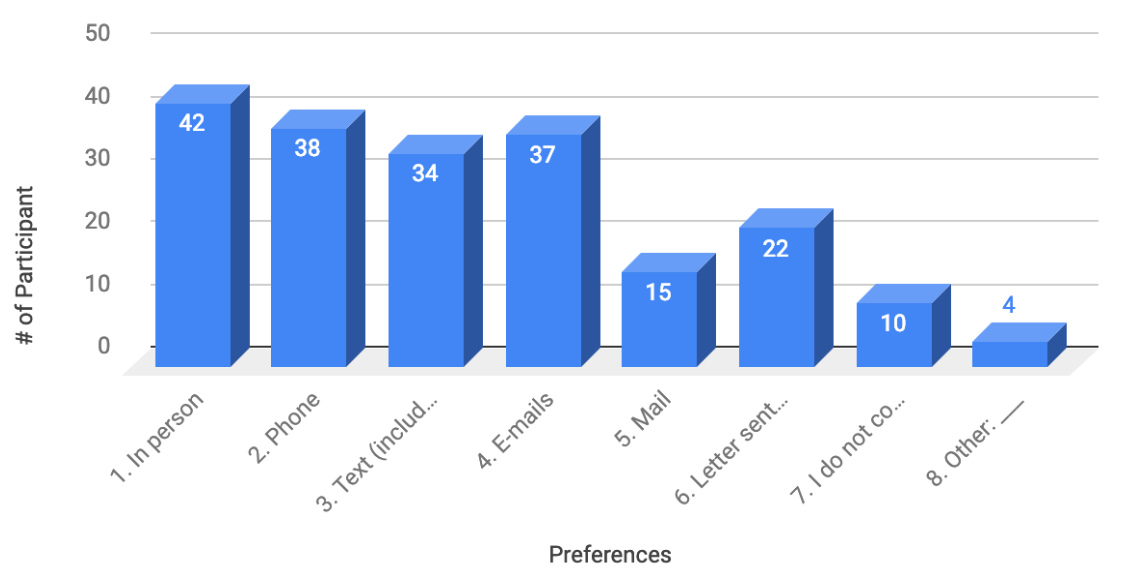 50
40
30
20
10
0
# of Participant
42
38
34
37
15
22
10
4
1. In person
2. Phone
3. Text (includ...
4. E-mails
5. Mail
6. Letter sent...
7. I do not co...
8. Other: ___
Preferences